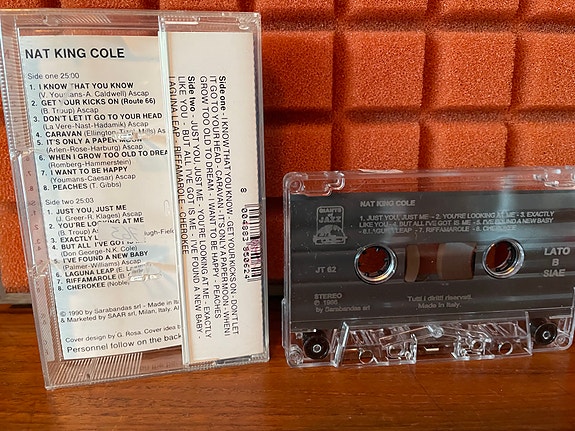 NAT KING COLE
Side one 25:00
1. I KNOW THAT YOU KNOW
(V. Youmans-A. Caldwell) Ascap
2. GET YOUR KICKS ON (Route 66)
(B. Troup) Ascap
3. DON'T LET IT GO TO YOUR HEAD
(La Vere-Nast-Hadamik) Ascap
4. CARAVAN (Ellington-Tizol-Mills) As
5. IT'S ONLY A PAPER MOON
(Arlen-Rose-Harburg) Ascap
6. WHEN I GROW TOO OLD TO DREA
(Romberg-Hammerstein)
7. I WANT TO BE HAPPY
(Youmans-Caesar) Ascap
8. PEACHES (T. Gibbs)
Side two 25:03
1. JUST YOU, JUST ME
(J. Greer-R. Klages) Ascap
2. YOU'RE LOOKING AT ME
(B. Troup) Ascap
3. EXACTLY L
ough-Field
4. BUT ALL I'VE GOT IS
(Don George-N.K. Cole)
5. I'VE FOUND A NEW BABY
(Palmer-Williams) Ascap
6. LAGUNA LEAP (E.
7. RIFFAMAROLE (B.
8. CHEROKEE (Noble)
© 1990 by Sarabandas srl - Made in Ita
& Marketed by SAAR srl, Milan, Italy. Al
Cover design by G. Rosa. Cover idea b
Personnel follow on the back
Side one - I KNOW THAT YOU KNOW - GET YOUR KICKS ON - DON'T LET
IT GO TO YOUR HEAD - CARAVAN - IT'S ONLY A PAPER MOON - WHEN I
GROW TOO OLD TO DREAM - I WANT TO BE HAPPY - PEACHES
Side two - JUST YOU, JUST ME - YOU'RE LOOKING AT ME - EXACTLY
LIKE YOU - BUT ALL I'VE GOT IS ME - I'VE FOUND A NEW BABY -
LAGUNA LEAP - RIFFAMAROLE - CHEROKEE
8 004883 850624
NAT KING COLE
GIANTS
OF
JAZZ
1. JUST YOU, JUST ME - 2. YOU'RE LOOKING AT ME - 3. EXACTLY
LIKE YOU - 4. BUT ALL I'VE GOT IS ME - 5. I'VE FOUND A NEW BABY
6. LAGUNA LEAP - 7. RIFFAMAROLE - 8. CHEROKEE
JT 62
LATO
B
SIAE
STEREO
℗ 1986
by Sarabandas srl
Tutti i diritti riservati.
Made in Italy.